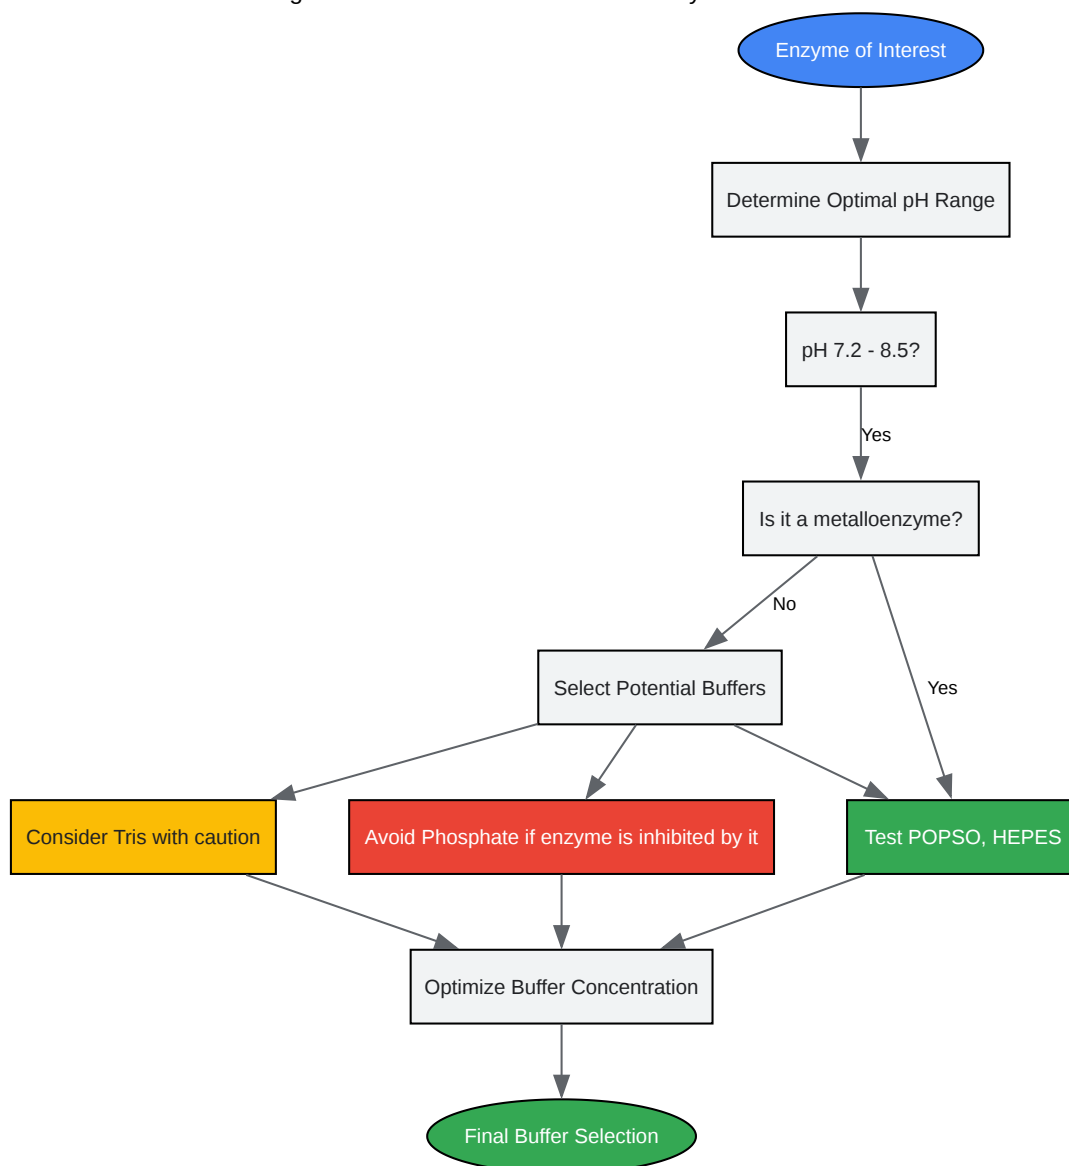 Enzyme of Interest
Determine Optimal pH Range
pH 7.2 - 8.5?
Yes
Is it a metalloenzyme?
No
Select Potential Buffers
Yes
Consider Tris with caution
Avoid Phosphate if enzyme is inhibited by it
Test POPSO, HEPES
Optimize Buffer Concentration
Final Buffer Selection